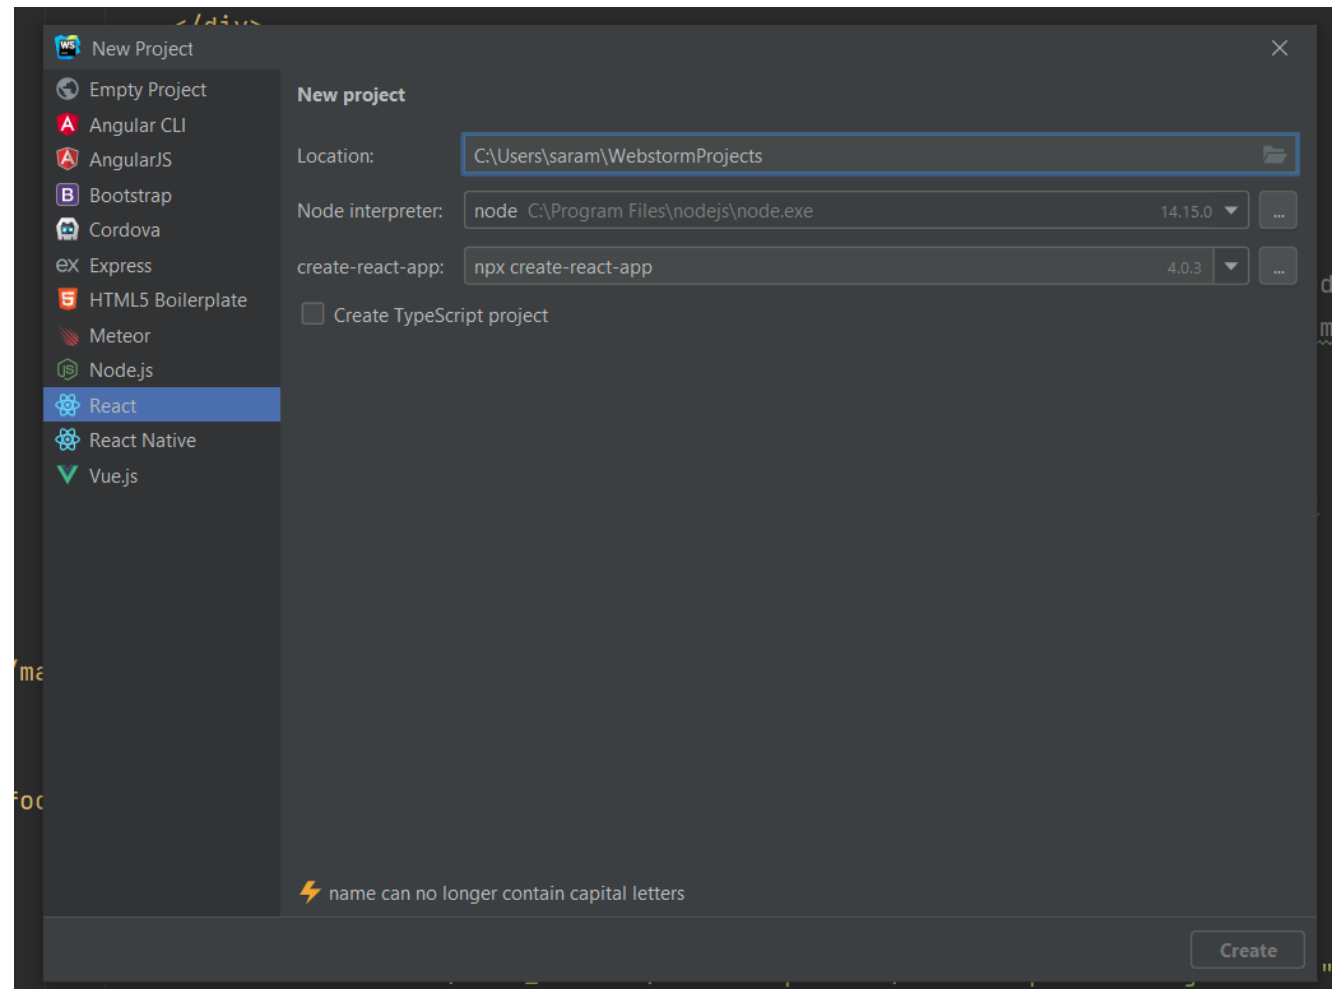 </div>
WS New Project
Empty Project
Angular CLI
AngularJS
Bootstrap
Cordova
ex Express
HTML5 Boilerplate
Meteor
Node.js
React
React Native
Vue.js
New project
Location: C:\Users\saram\WebstormProjects
Node interpreter: node C:\Program Files\nodejs\node.exe 14.15.0 ...
create-react-app: npx create-react-app 4.0.3 ...
Create TypeScript project
name can no longer contain capital letters
Create